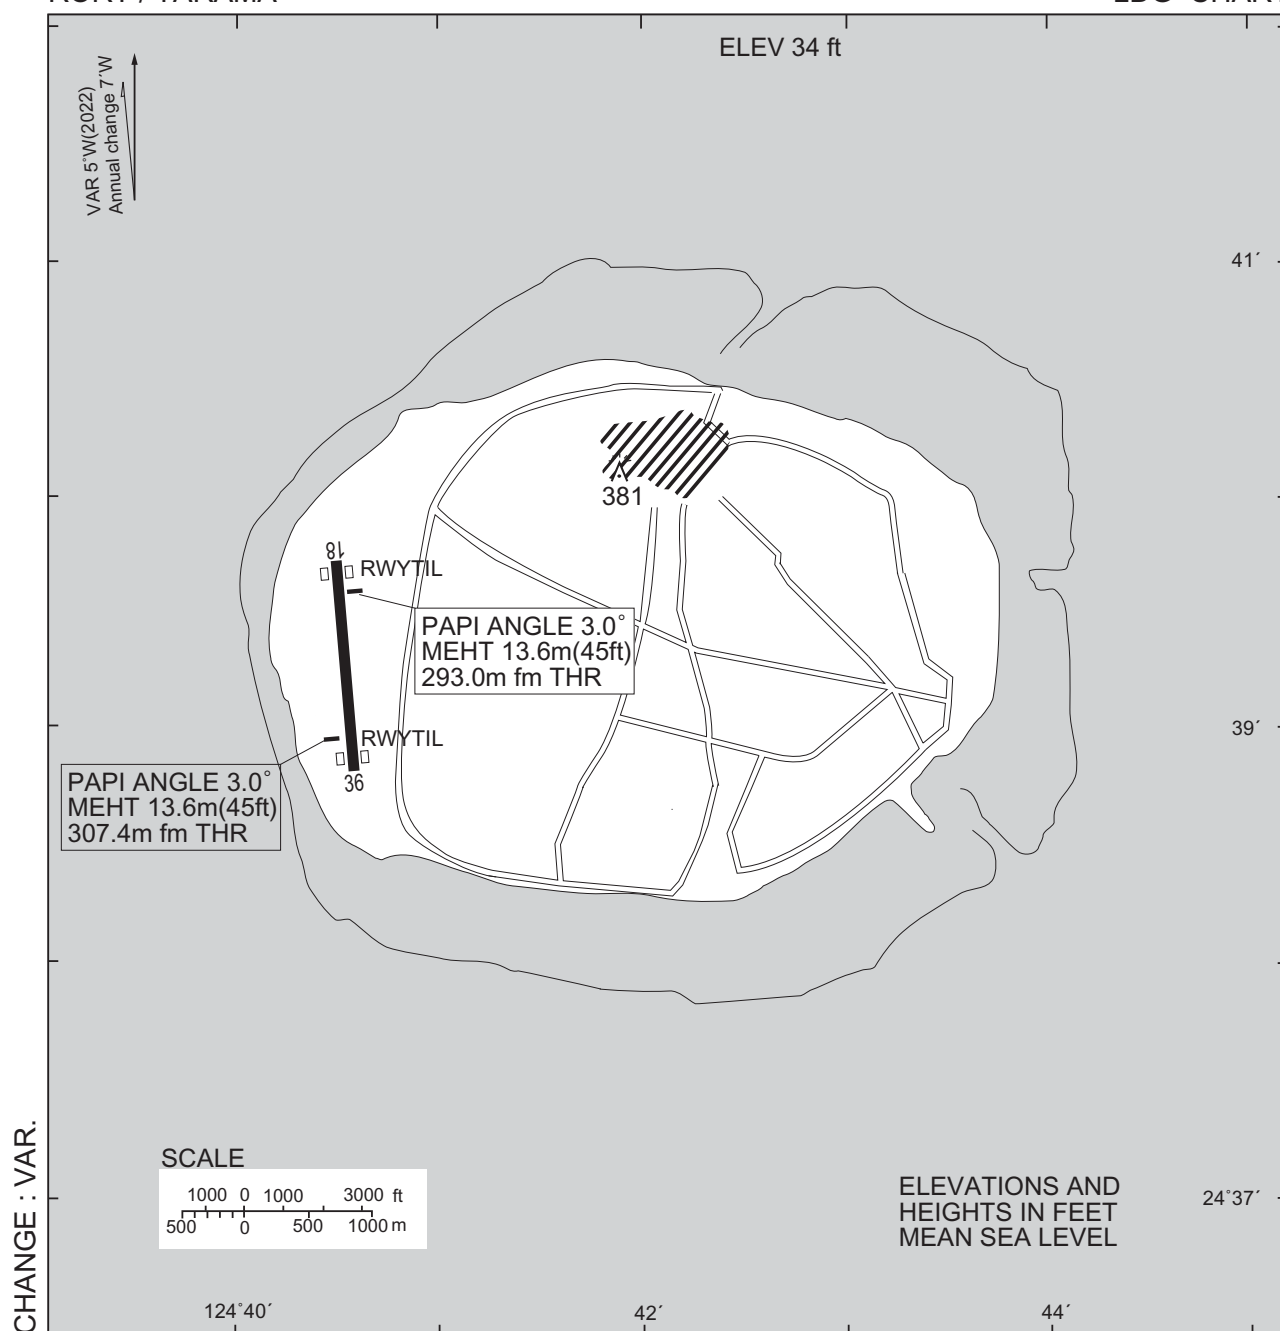 ELEV 34 ft
VAR 5°W(2022)
Annual change 7´W
41´
381
18
RWYTIL
PAPI ANGLE 3.0°
MEHT 13.6m(45ft)
293.0m fm THR
RWYTIL
39´
36
PAPI ANGLE 3.0°
MEHT 13.6m(45ft)
307.4m fm THR
CHANGE : VAR.
SCALE
1000 0 1000 3000 ft
500 0 500 1000 m
ELEVATIONS AND
HEIGHTS IN FEET
MEAN SEA LEVEL
24°37´
124°40´ 42´ 44´